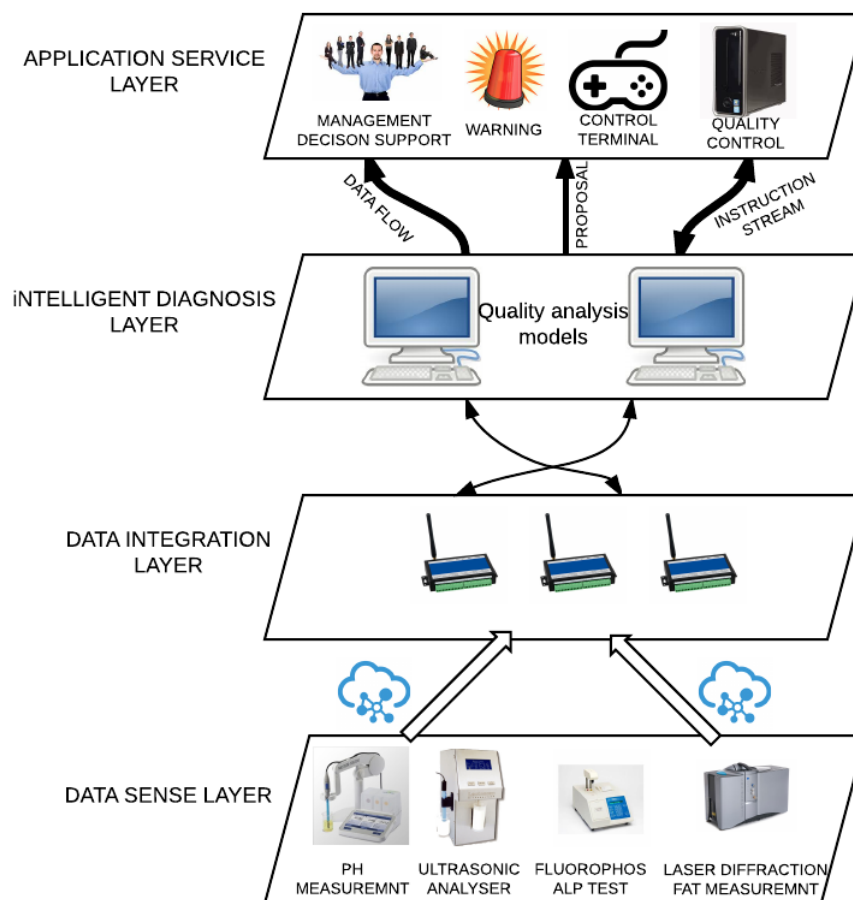 APPLICATION SERVICE
LAYER
MANAGEMENT
DECISON SUPPORT
WARNING
CONTROL
TERMINAL
QUALITY
CONTROL
DATA FLOW
PROPOSAL
INSTRUCTION
STREAM
iNTELLIGENT DIAGNOSIS
LAYER
Quality analysis
models
DATA INTEGRATION
LAYER
DATA SENSE LAYER
PH
MEASUREMNT
ULTRASONIC
ANALYSER
FLUOROPHOS
ALP TEST
LASER DIFFRACTION
FAT MEASUREMNT